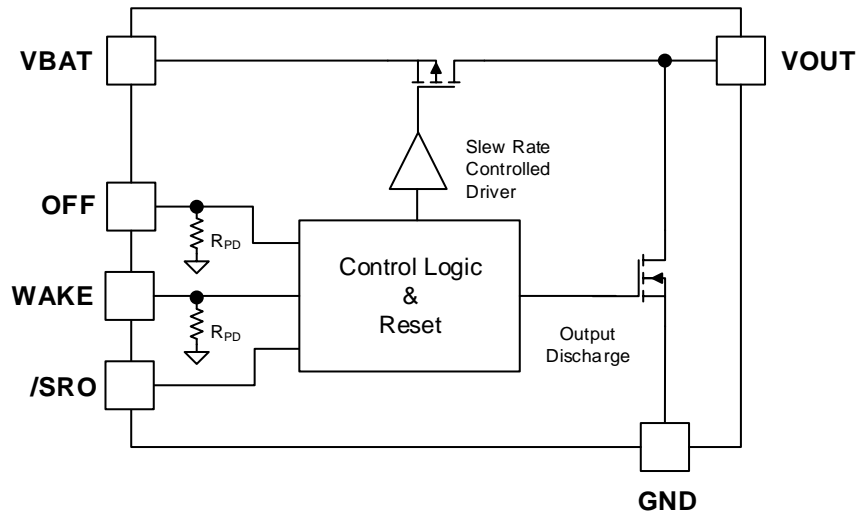 VBAT
VOUT
Slew Rate
Controlled
Driver
OFF
RPD
Control Logic
&
Reset
WAKE
RPD
Output
Discharge
/SRO
GND